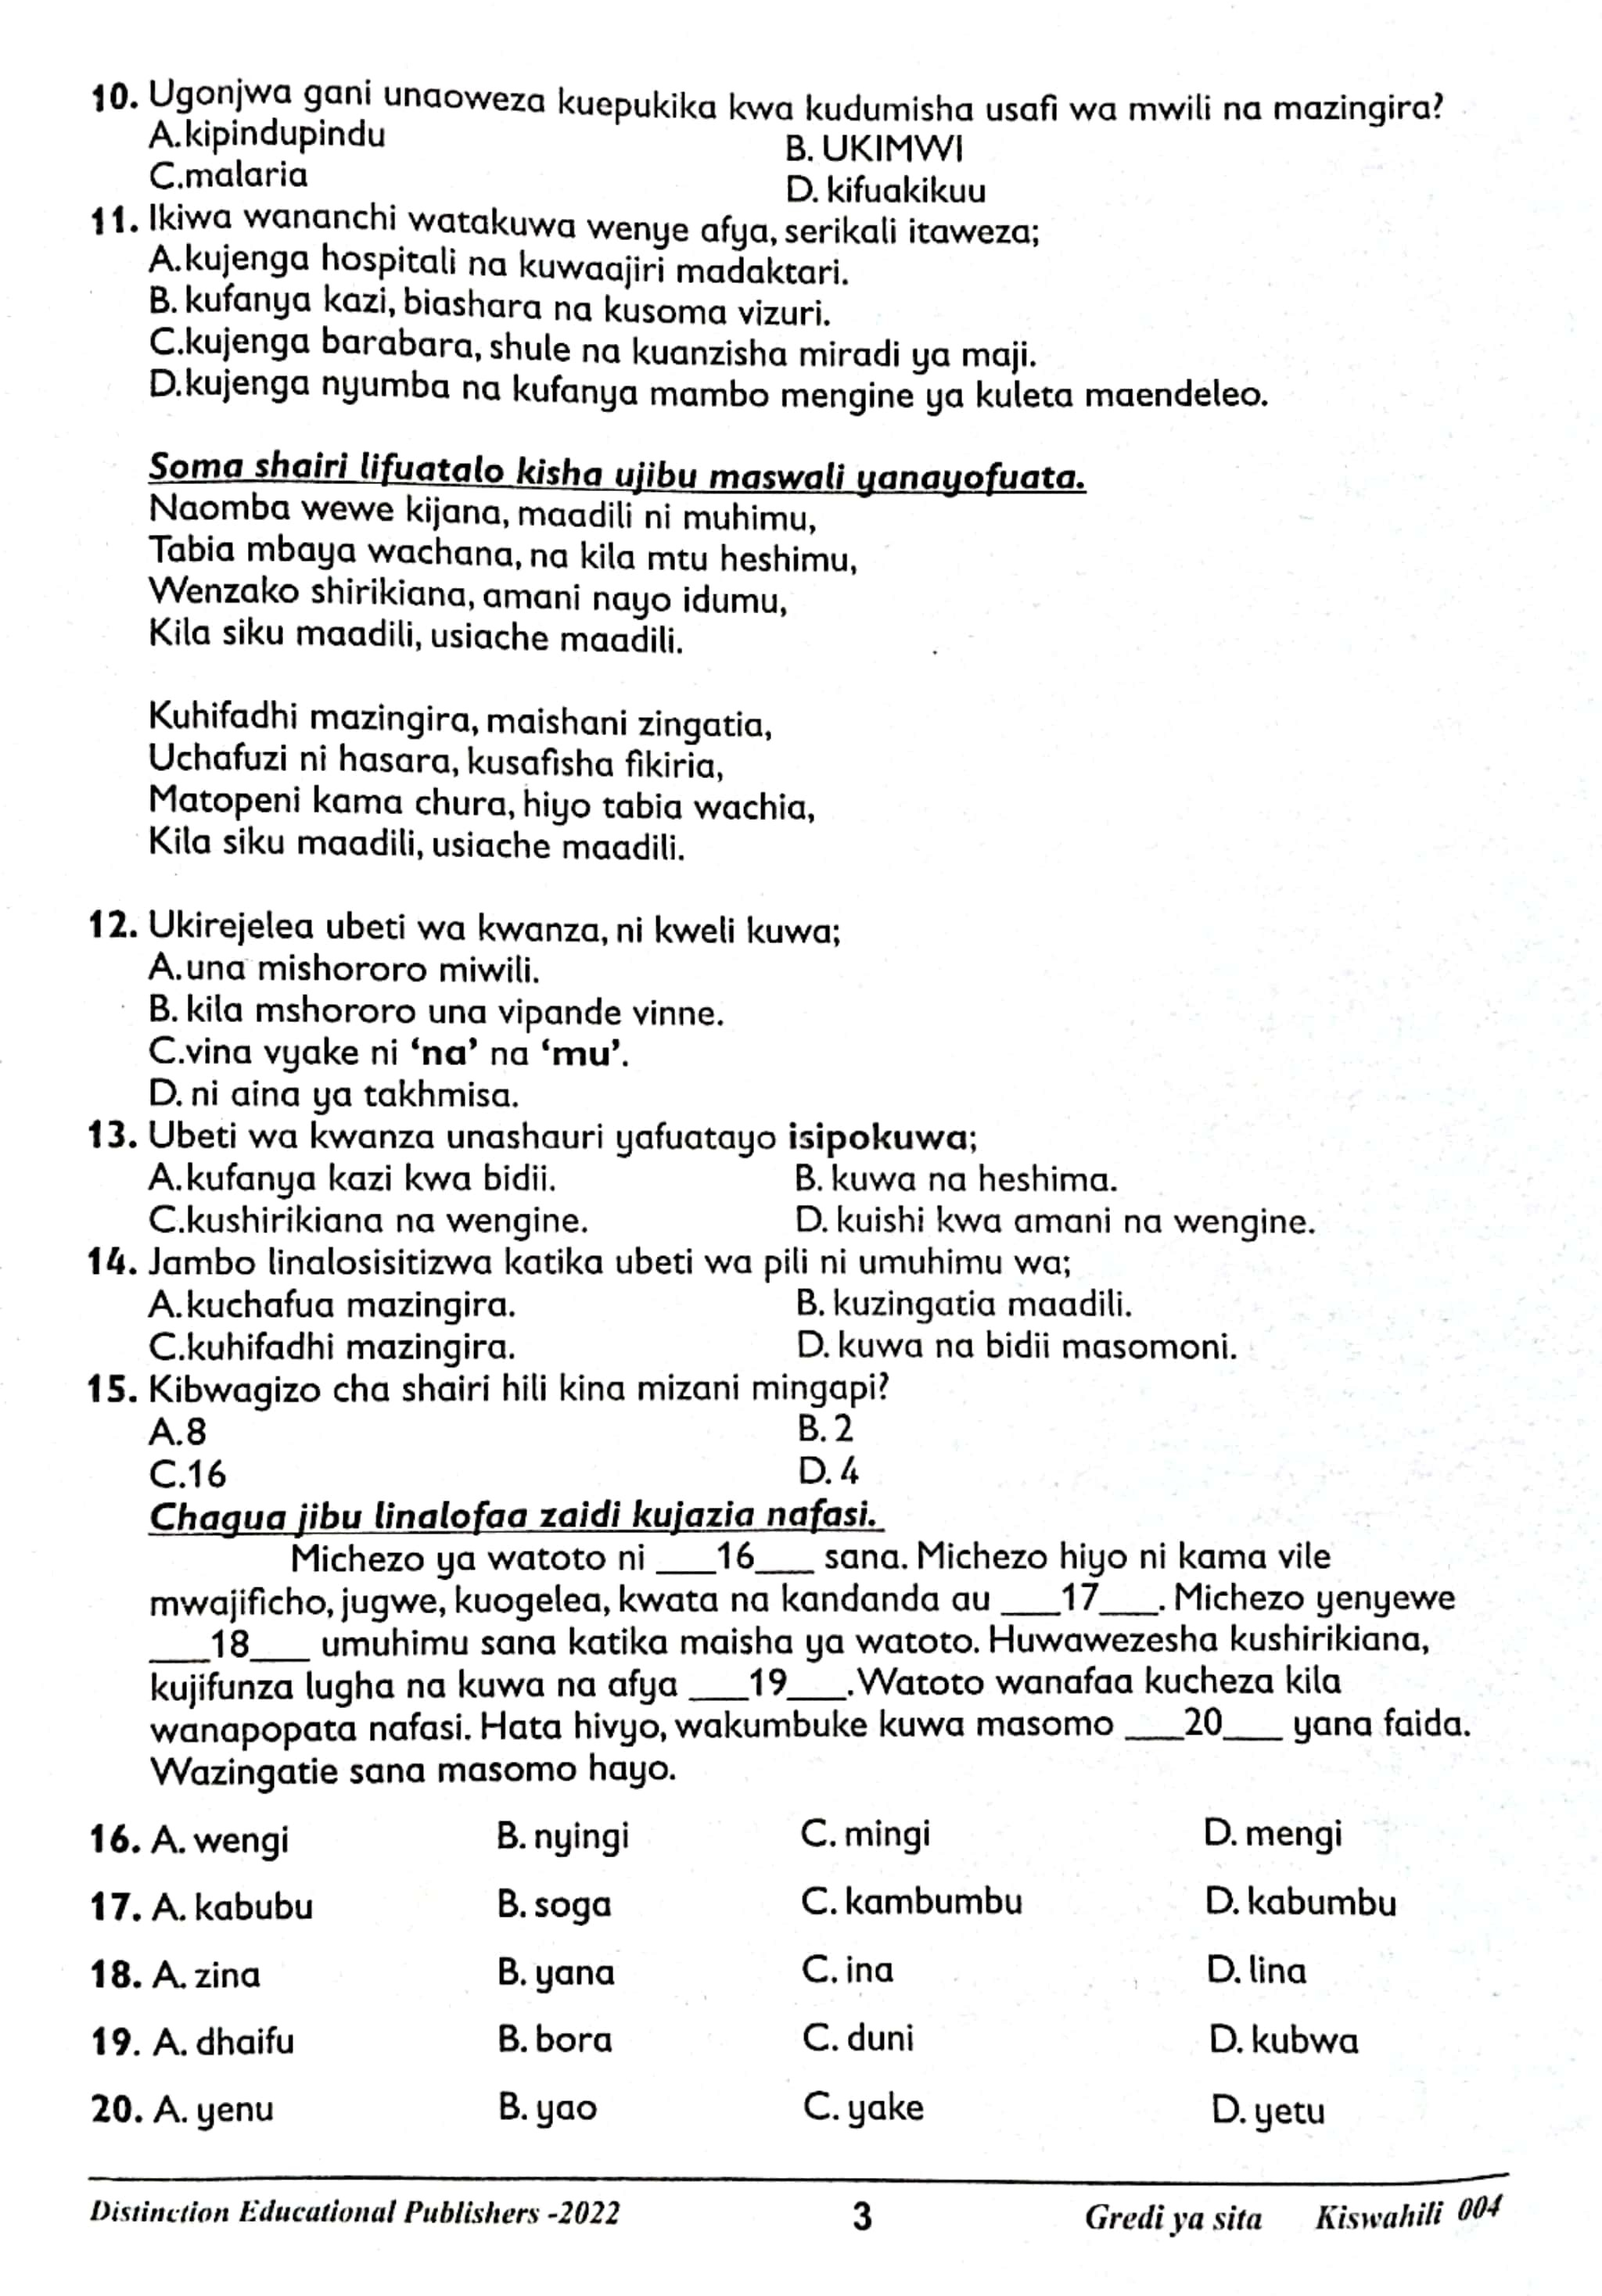 10. Ugonjwa gani unaoweza kuepukika kwa kudumisha usafi wa mwili na mazingira?
A.kipindupindu B. UKIMWI
C.malaria D. kifuakikuu
11. Ikiwa wananchi watakuwa wenye afya, serikali itaweza;
A.kujenga hospitali na kuwaajiri madaktari.
B. kufanya kazi, biashara na kusoma vizuri.
C.kujenga barabara, shule na kuanzisha miradi ya maji.
D.kujenga nyumba na kufanya mambo mengine ya kuleta maendeleo.
Soma shairi lifuatalo kisha ujibu maswali yanayofuata.
Naomba wewe kijana, maadili ni muhimu,
Tabia mbaya wachana, na kila mtu heshimu,
Wenzako shirikiana, amani nayo idumu,
Kila siku maadili, usiache maadili.
Kuhifadhi mazingira, maishani zingatia,
Uchafuzi ni hasara, kusafisha fikiria,
Matopeni kama chura, hiyo tabia wachia,
Kila siku maadili, usiache maadili.
12. Ukirejelea ubeti wa kwanza, ni kweli kuwa;
A.una mishororo miwili.
B. kila mshororo una vipande vinne.
C.vina vyake ni ‘na’ na ‘mu’.
D. ni aina ya takhmisa.
13. Ubeti wa kwanza unashauri yafuatayo isipokuwa;
A.kufanya kazi kwa bidii. B. kuwa na heshima.
C.kushirikiana na wengine. D. kuishi kwa amani na wengine.
14. Jambo linalosisitizwa katika ubeti wa pili ni umuhimu wa;
A.kuchafua mazingira. B. kuzingatia maadili.
C.kuhifadhi mazingira. D. kuwa na bidii masomoni.
15. Kibwagizo cha shairi hili kina mizani mingapi?
A.8 B. 2
C.16 D. 4
Chagua jibu linalofaa zaidi kujazia nafasi.
Michezo ya watoto ni ___16___ sana. Michezo hiyo ni kama vile
mwajificho, jugwe, kuogelea, kwata na kandanda au ___17___. Michezo yenyewe
___18___ umuhimu sana katika maisha ya watoto. Huwawezesha kushirikiana,
kujifunza lugha na kuwa na afya ___19___.Watoto wanafaa kucheza kila
wanapopata nafasi. Hata hivyo, wakumbuke kuwa masomo ___20___ yana faida.
Wazingatie sana masomo hayo.
16. A. wengi B. nyingi C. mingi D. mengi
17. A. kabubu B. soga C. kambumbu D. kabumbu
18. A. zina B. yana C. ina D. lina
19. A. dhaifu B. bora C. duni D. kubwa
20. A. yenu B. yao C. yake D. yetu
Distinction Educational Publishers -2022 3 Gredi ya sita Kiswahili 004